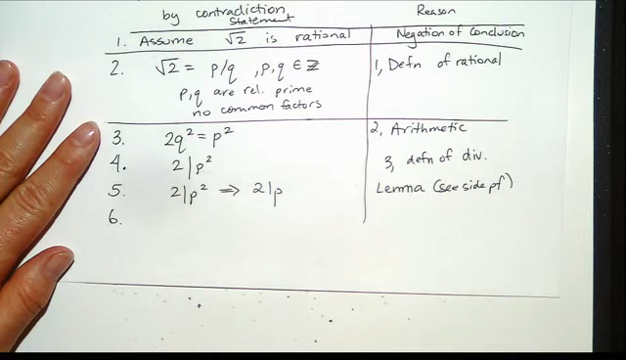 by contradiction
Statement
Reason
1. Assume √2 is rational
Negation of Conclusion
2. √2 = p/q , p,q ∈ ℤ
1, Defn of rational
p,q are rel. prime
no common factors
3. 2q² = p²
2, Arithmetic
4. 2|p²
3, defn of div.
5. 2|p² ⇒ 2|p
Lemma (see side pf)
6.